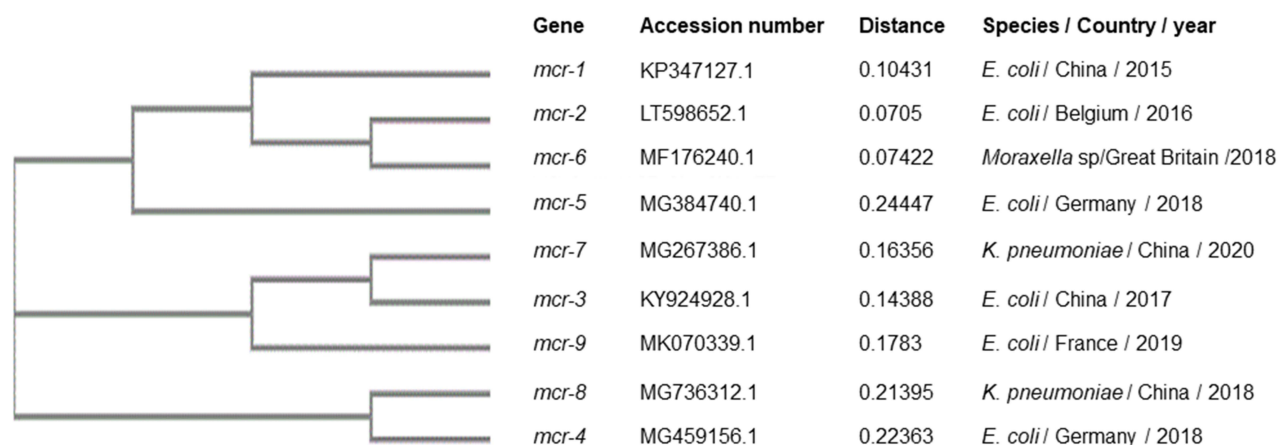 Gene Accession number Distance Species / Country / year
mcr-1 KP347127.1 0.10431 E. coli / China / 2015
mcr-2 LT598652.1 0.0705 E. coli / Belgium / 2016
mcr-6 MF176240.1 0.07422 Moraxella sp/Great Britain /2018
mcr-5 MG384740.1 0.24447 E. coli / Germany / 2018
mcr-7 MG267386.1 0.16356 K. pneumoniae / China / 2020
mcr-3 KY924928.1 0.14388 E. coli / China / 2017
mcr-9 MK070339.1 0.1783 E. coli / France / 2019
mcr-8 MG736312.1 0.21395 K. pneumoniae / China / 2018
mcr-4 MG459156.1 0.22363 E. coli / Germany / 2018